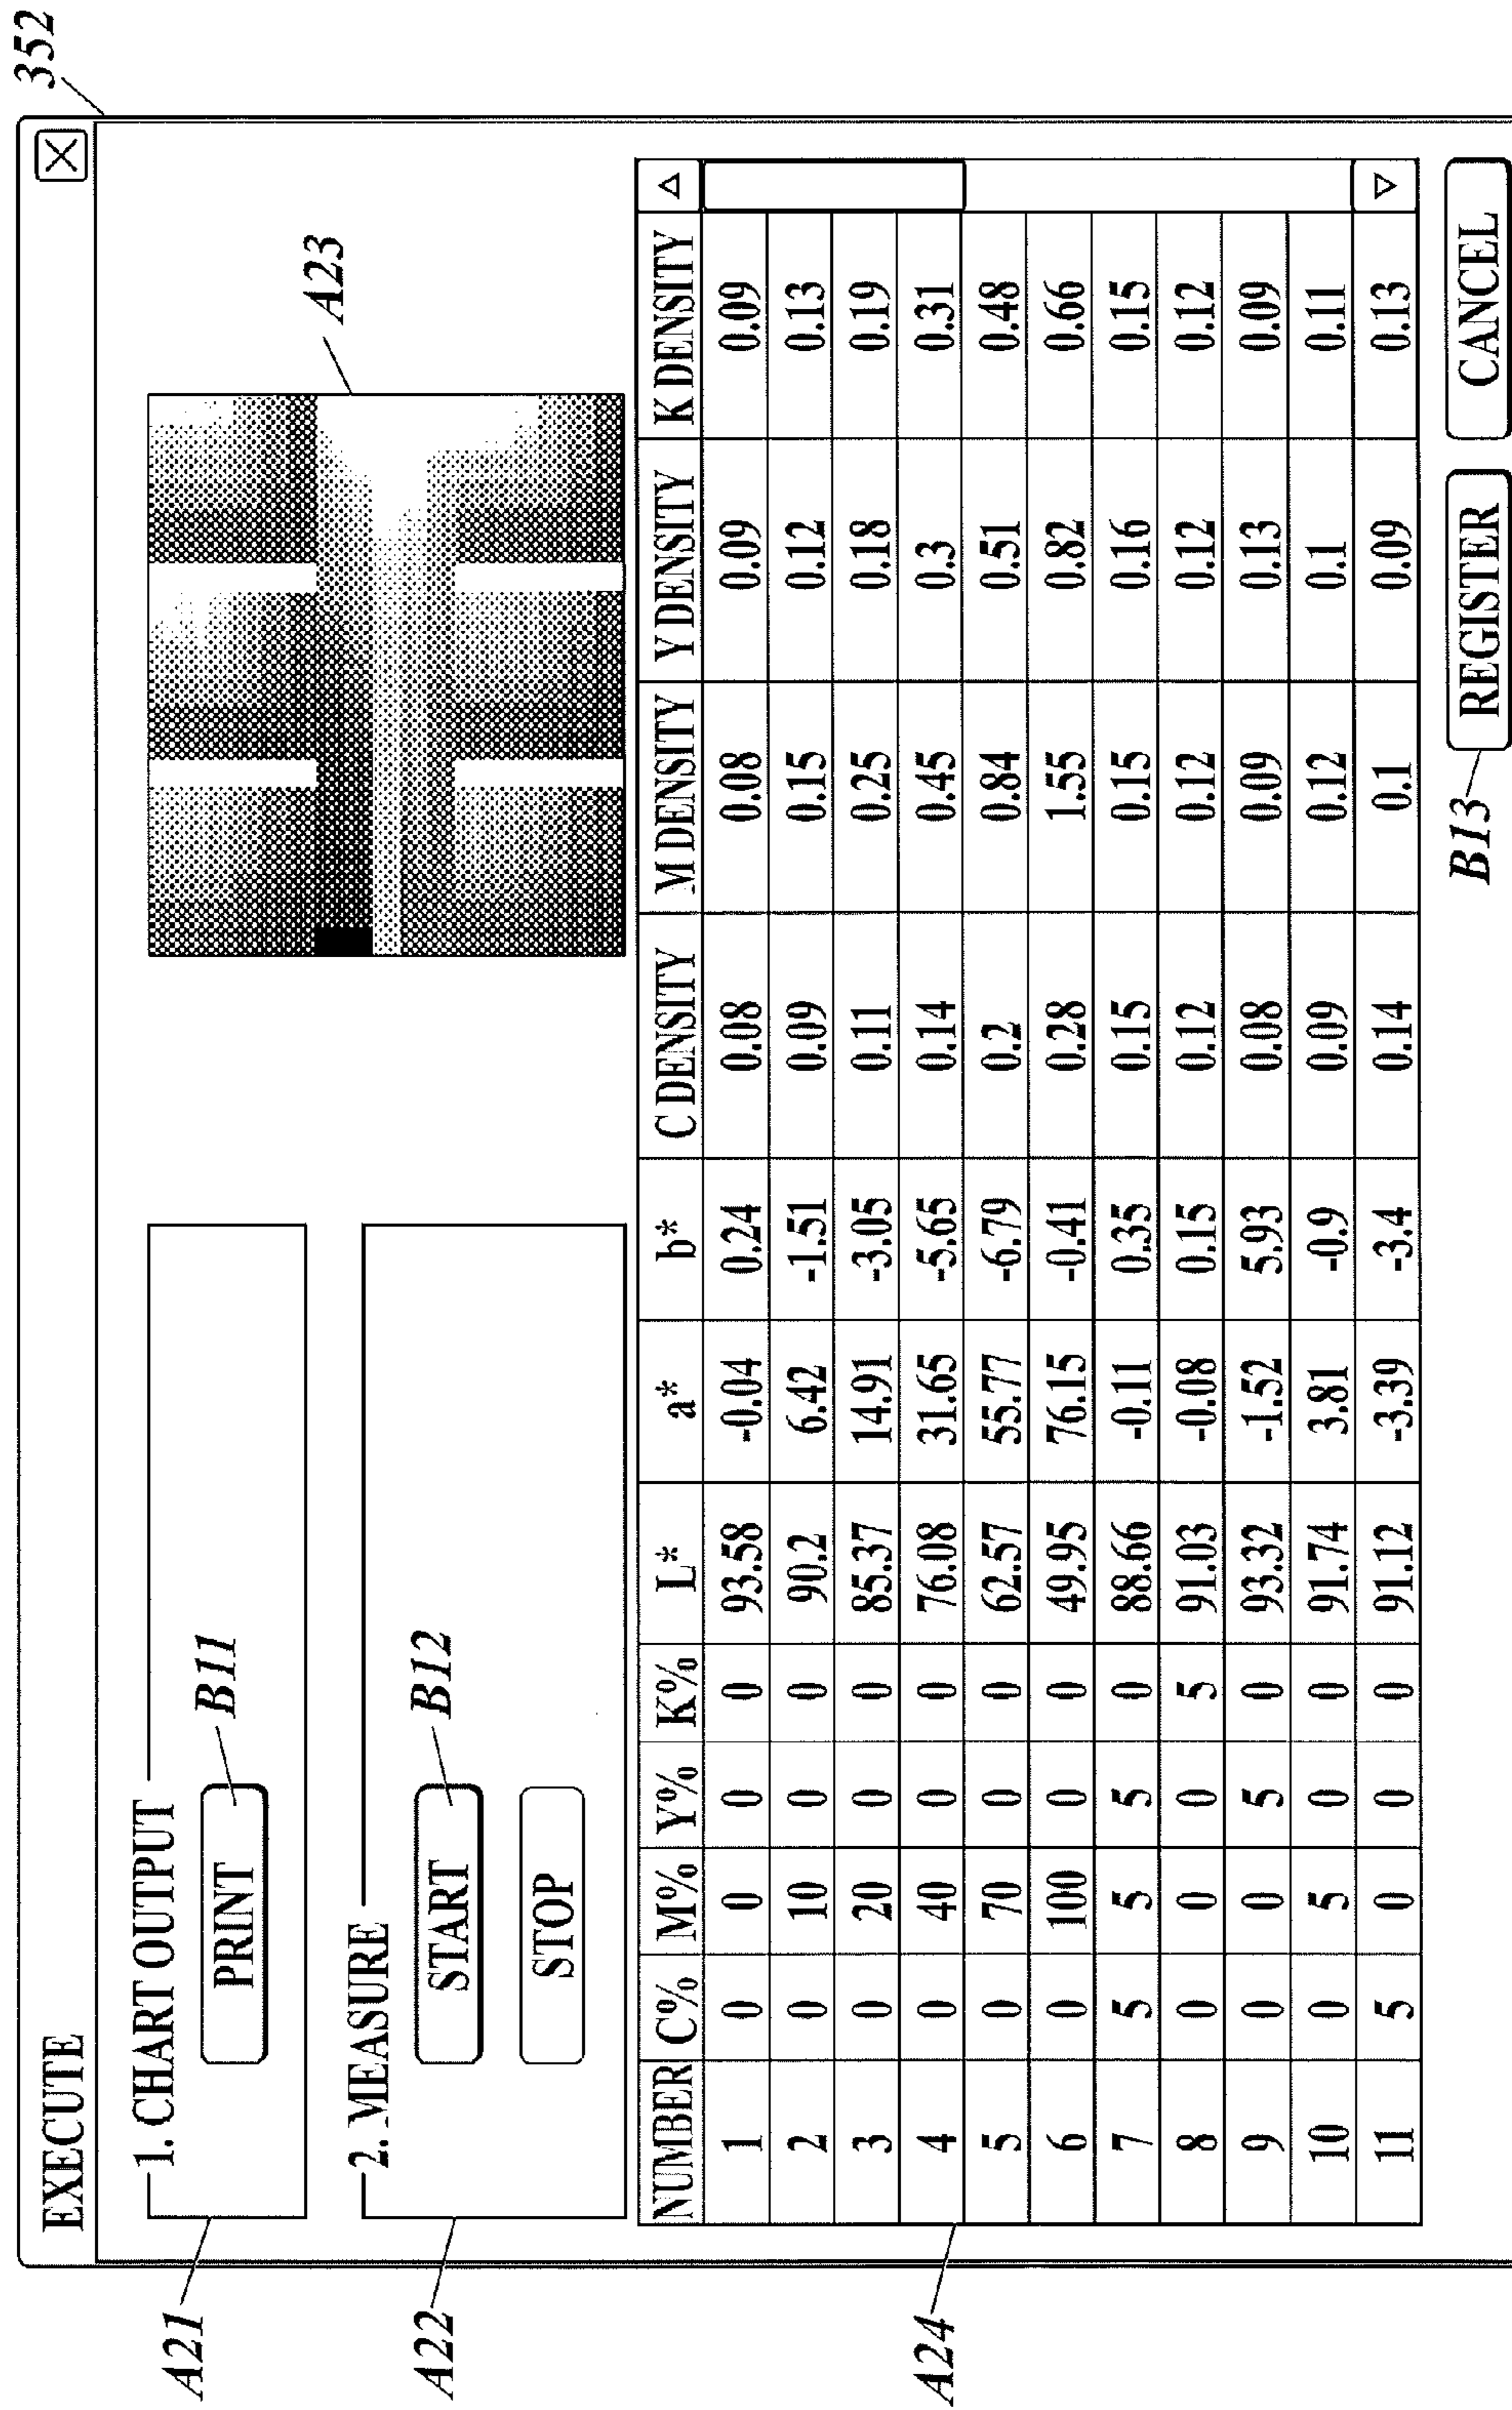 352
EXECUTE
A21
1. CHART OUTPUT
PRINT
B11
A22
2. MEASURE
START
B12
STOP
A23
A24
NUMBER C% M% Y% K% L* a* b* C DENSITY M DENSITY Y DENSITY K DENSITY
1 0 0 0 0 93.58 -0.04 0.24 0.08 0.08 0.09 0.09
2 0 10 0 0 90.2 6.42 -1.51 0.09 0.15 0.12 0.13
3 0 20 0 0 85.37 14.91 -3.05 0.11 0.25 0.18 0.19
4 0 40 0 0 76.08 31.65 -5.65 0.14 0.45 0.3 0.31
5 0 70 0 0 62.57 55.77 -6.79 0.2 0.84 0.51 0.48
6 0 100 0 0 49.95 76.15 -0.41 0.28 1.55 0.82 0.66
7 5 5 5 0 88.66 -0.11 0.35 0.15 0.15 0.16 0.15
8 0 0 0 5 91.03 -0.08 0.15 0.12 0.12 0.12 0.12
9 0 0 5 0 93.32 -1.52 5.93 0.08 0.09 0.13 0.09
10 0 5 0 0 91.74 3.81 -0.9 0.09 0.12 0.1 0.11
11 5 0 0 0 91.12 -3.39 -3.4 0.14 0.1 0.09 0.13
B13
REGISTER
CANCEL